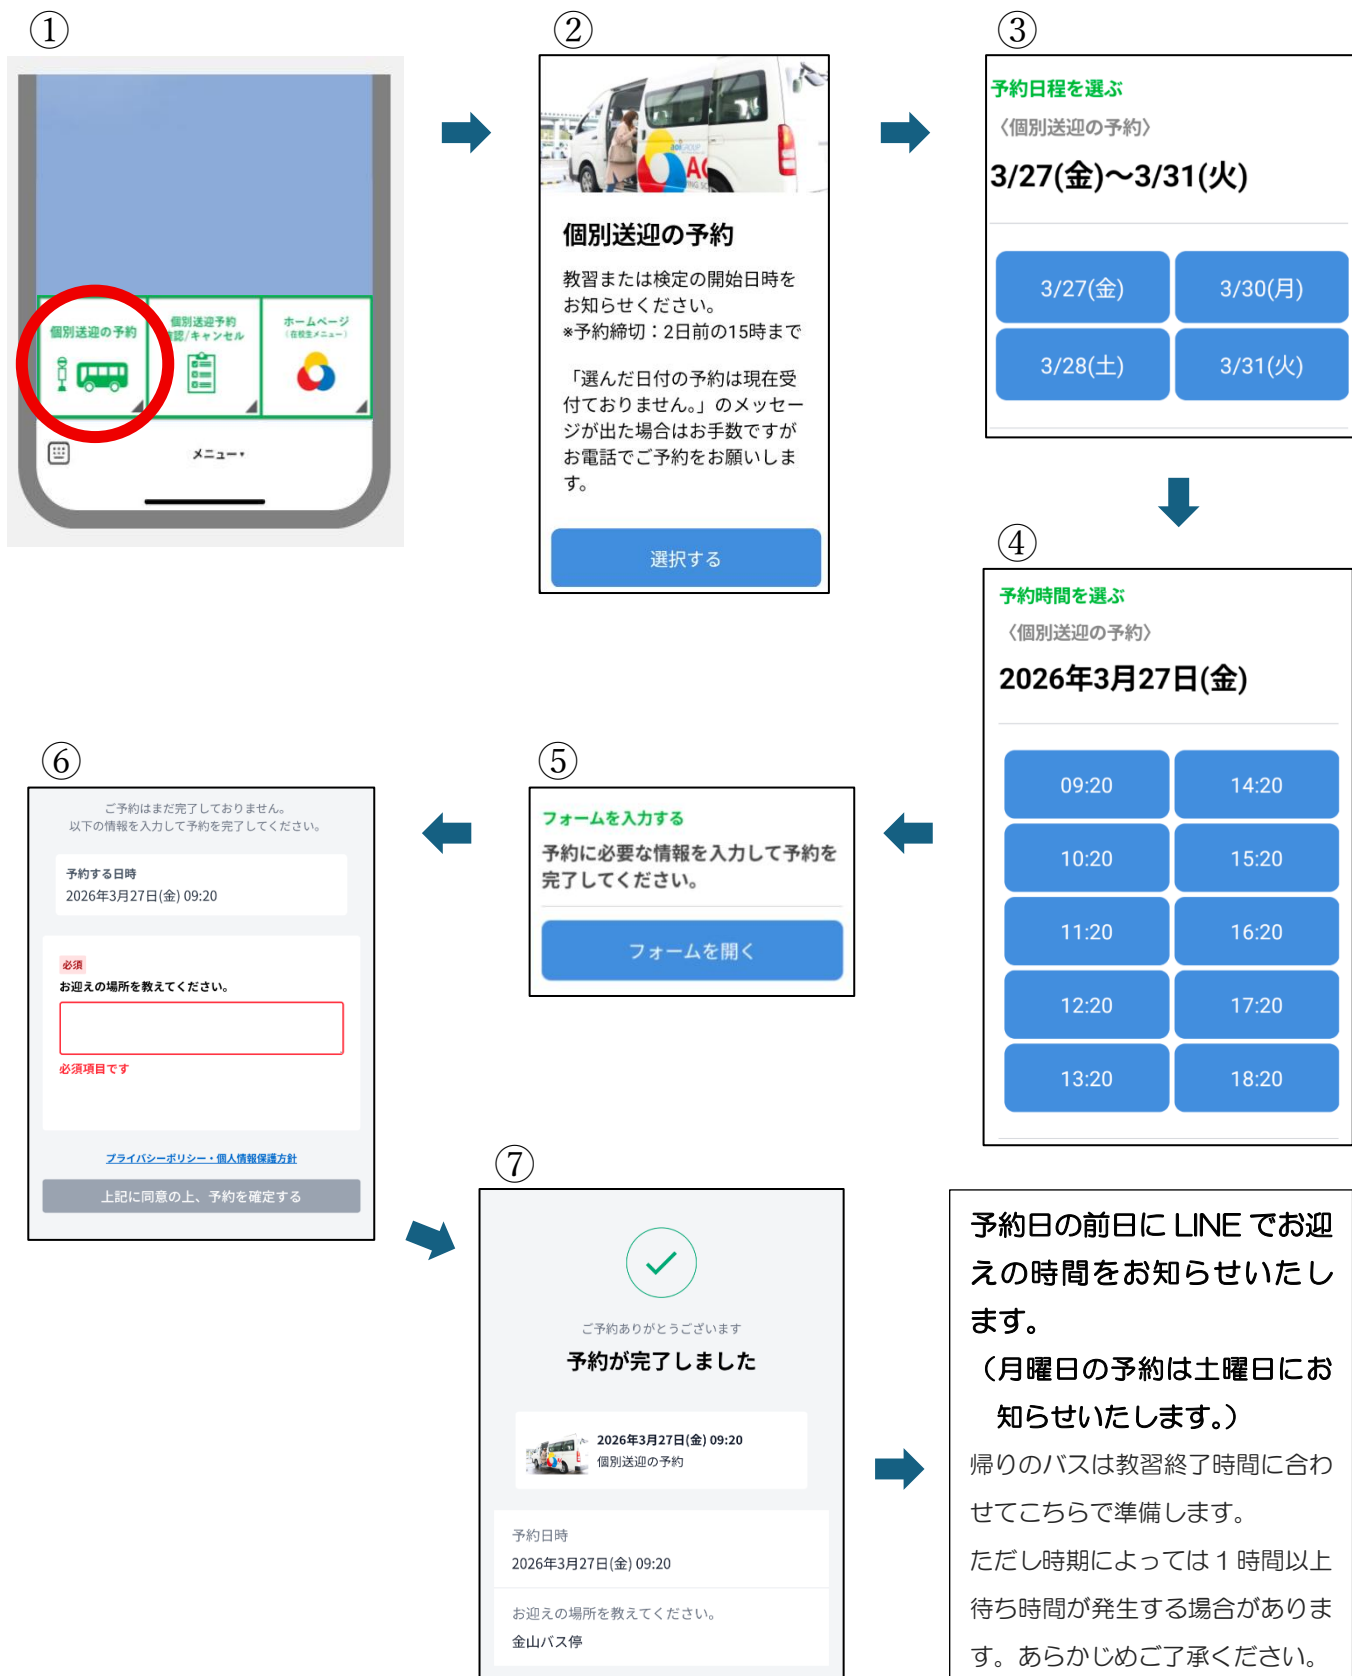 ①
個別送迎の予約
個別送迎予約
認/キャンセル
ホームページ
（在校生メニュー）
メニュー▾
②
個別送迎の予約
教習または検定の開始日時を
お知らせください。
*予約締切：2日前の15時まで
「選んだ日付の予約は現在受
付ておりません。」のメッセー
ジが出た場合はお手数ですが
お電話でご予約をお願いしま
す。
選択する
③
予約日程を選ぶ
〈個別送迎の予約〉
3/27(金)〜3/31(火)
3/27(金)
3/30(月)
3/28(土)
3/31(火)
④
予約時間を選ぶ
〈個別送迎の予約〉
2026年3月27日(金)
09:20
14:20
10:20
15:20
11:20
16:20
12:20
17:20
13:20
18:20
⑤
フォームを入力する
予約に必要な情報を入力して予約を
完了してください。
フォームを開く
⑥
ご予約はまだ完了しておりません。
以下の情報を入力して予約を完了してください。
予約する日時
2026年3月27日(金) 09:20
必須
お迎えの場所を教えてください。
必須項目です
プライバシーポリシー・個人情報保護方針
上記に同意の上、予約を確定する
⑦
ご予約ありがとうございます
予約が完了しました
2026年3月27日(金) 09:20
個別送迎の予約
予約日時
2026年3月27日(金) 09:20
お迎えの場所を教えてください。
金山バス停
予約日の前日に LINE でお迎
えの時間をお知らせいたし
ます。
（月曜日の予約は土曜日にお
知らせいたします。）
帰りのバスは教習終了時間に合わ
せてこちらで準備します。
ただし時期によっては 1 時間以上
待ち時間が発生する場合がありま
す。あらかじめご了承ください。